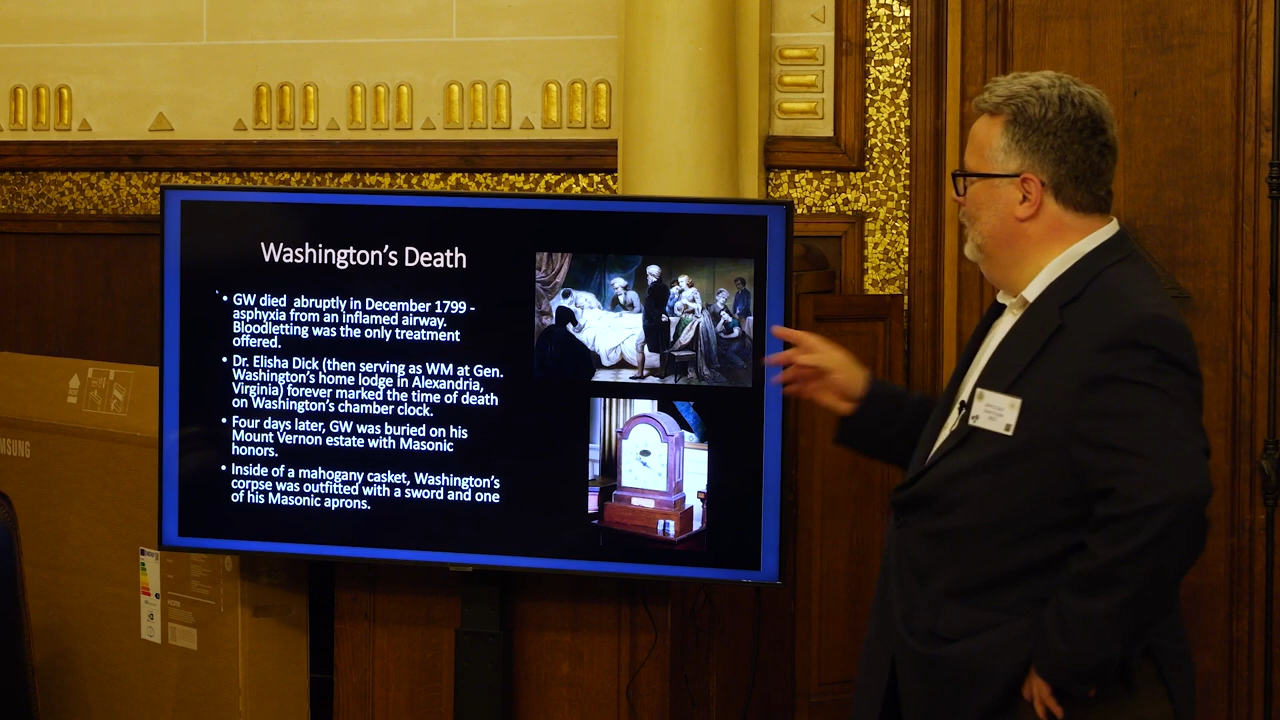 Washington's Death
• GW died abruptly in December 1799 -
asphyxia from an inflamed airway.
Bloodletting was the only treatment
offered.
• Dr. Elisha Dick (then serving as WM at Gen.
Washington's home lodge in Alexandria,
Virginia) forever marked the time of death
on Washington's chamber clock.
• Four days later, GW was buried on his
Mount Vernon estate with Masonic
honors.
• Inside of a mahogany casket, Washington's
corpse was outfitted with a sword and one
of his Masonic aprons.
MSUNG